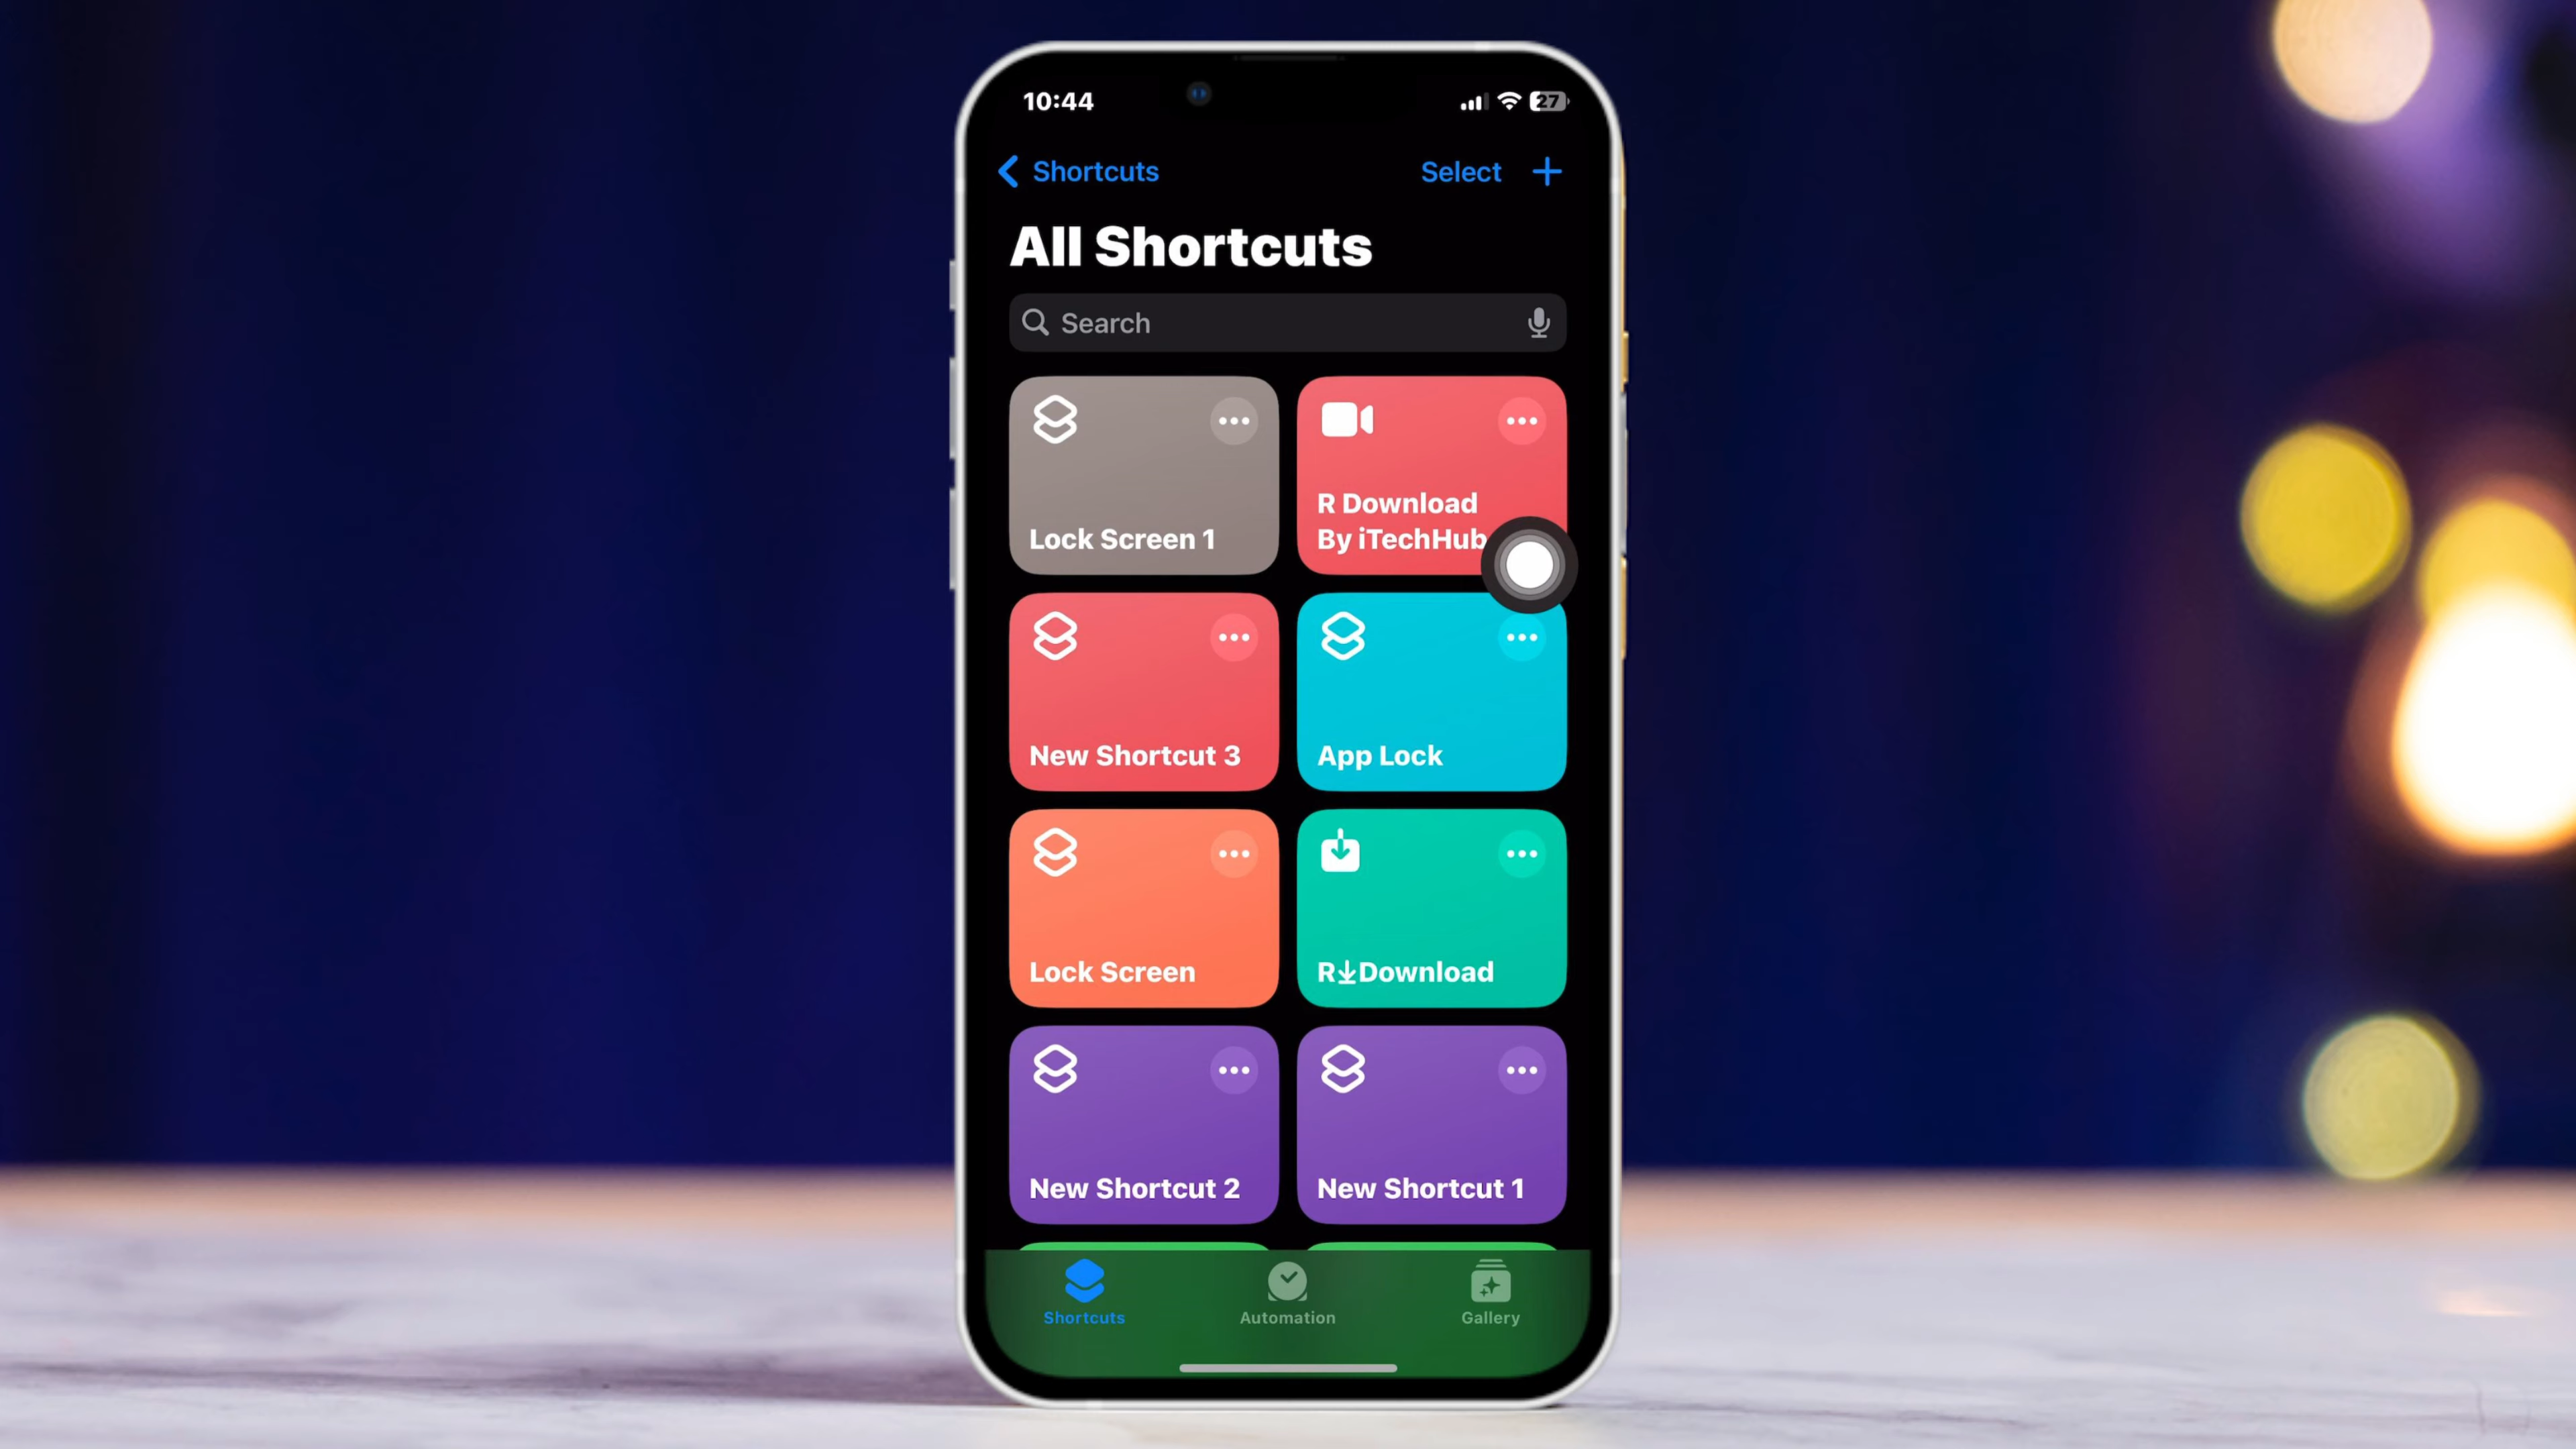 10:44
27
Shortcuts
Select
All Shortcuts
Search
Lock Screen 1
R Download
By iTechHub
New Shortcut 3
App Lock
Lock Screen
R↓Download
New Shortcut 2
New Shortcut 1
Shortcuts
Automation
Gallery